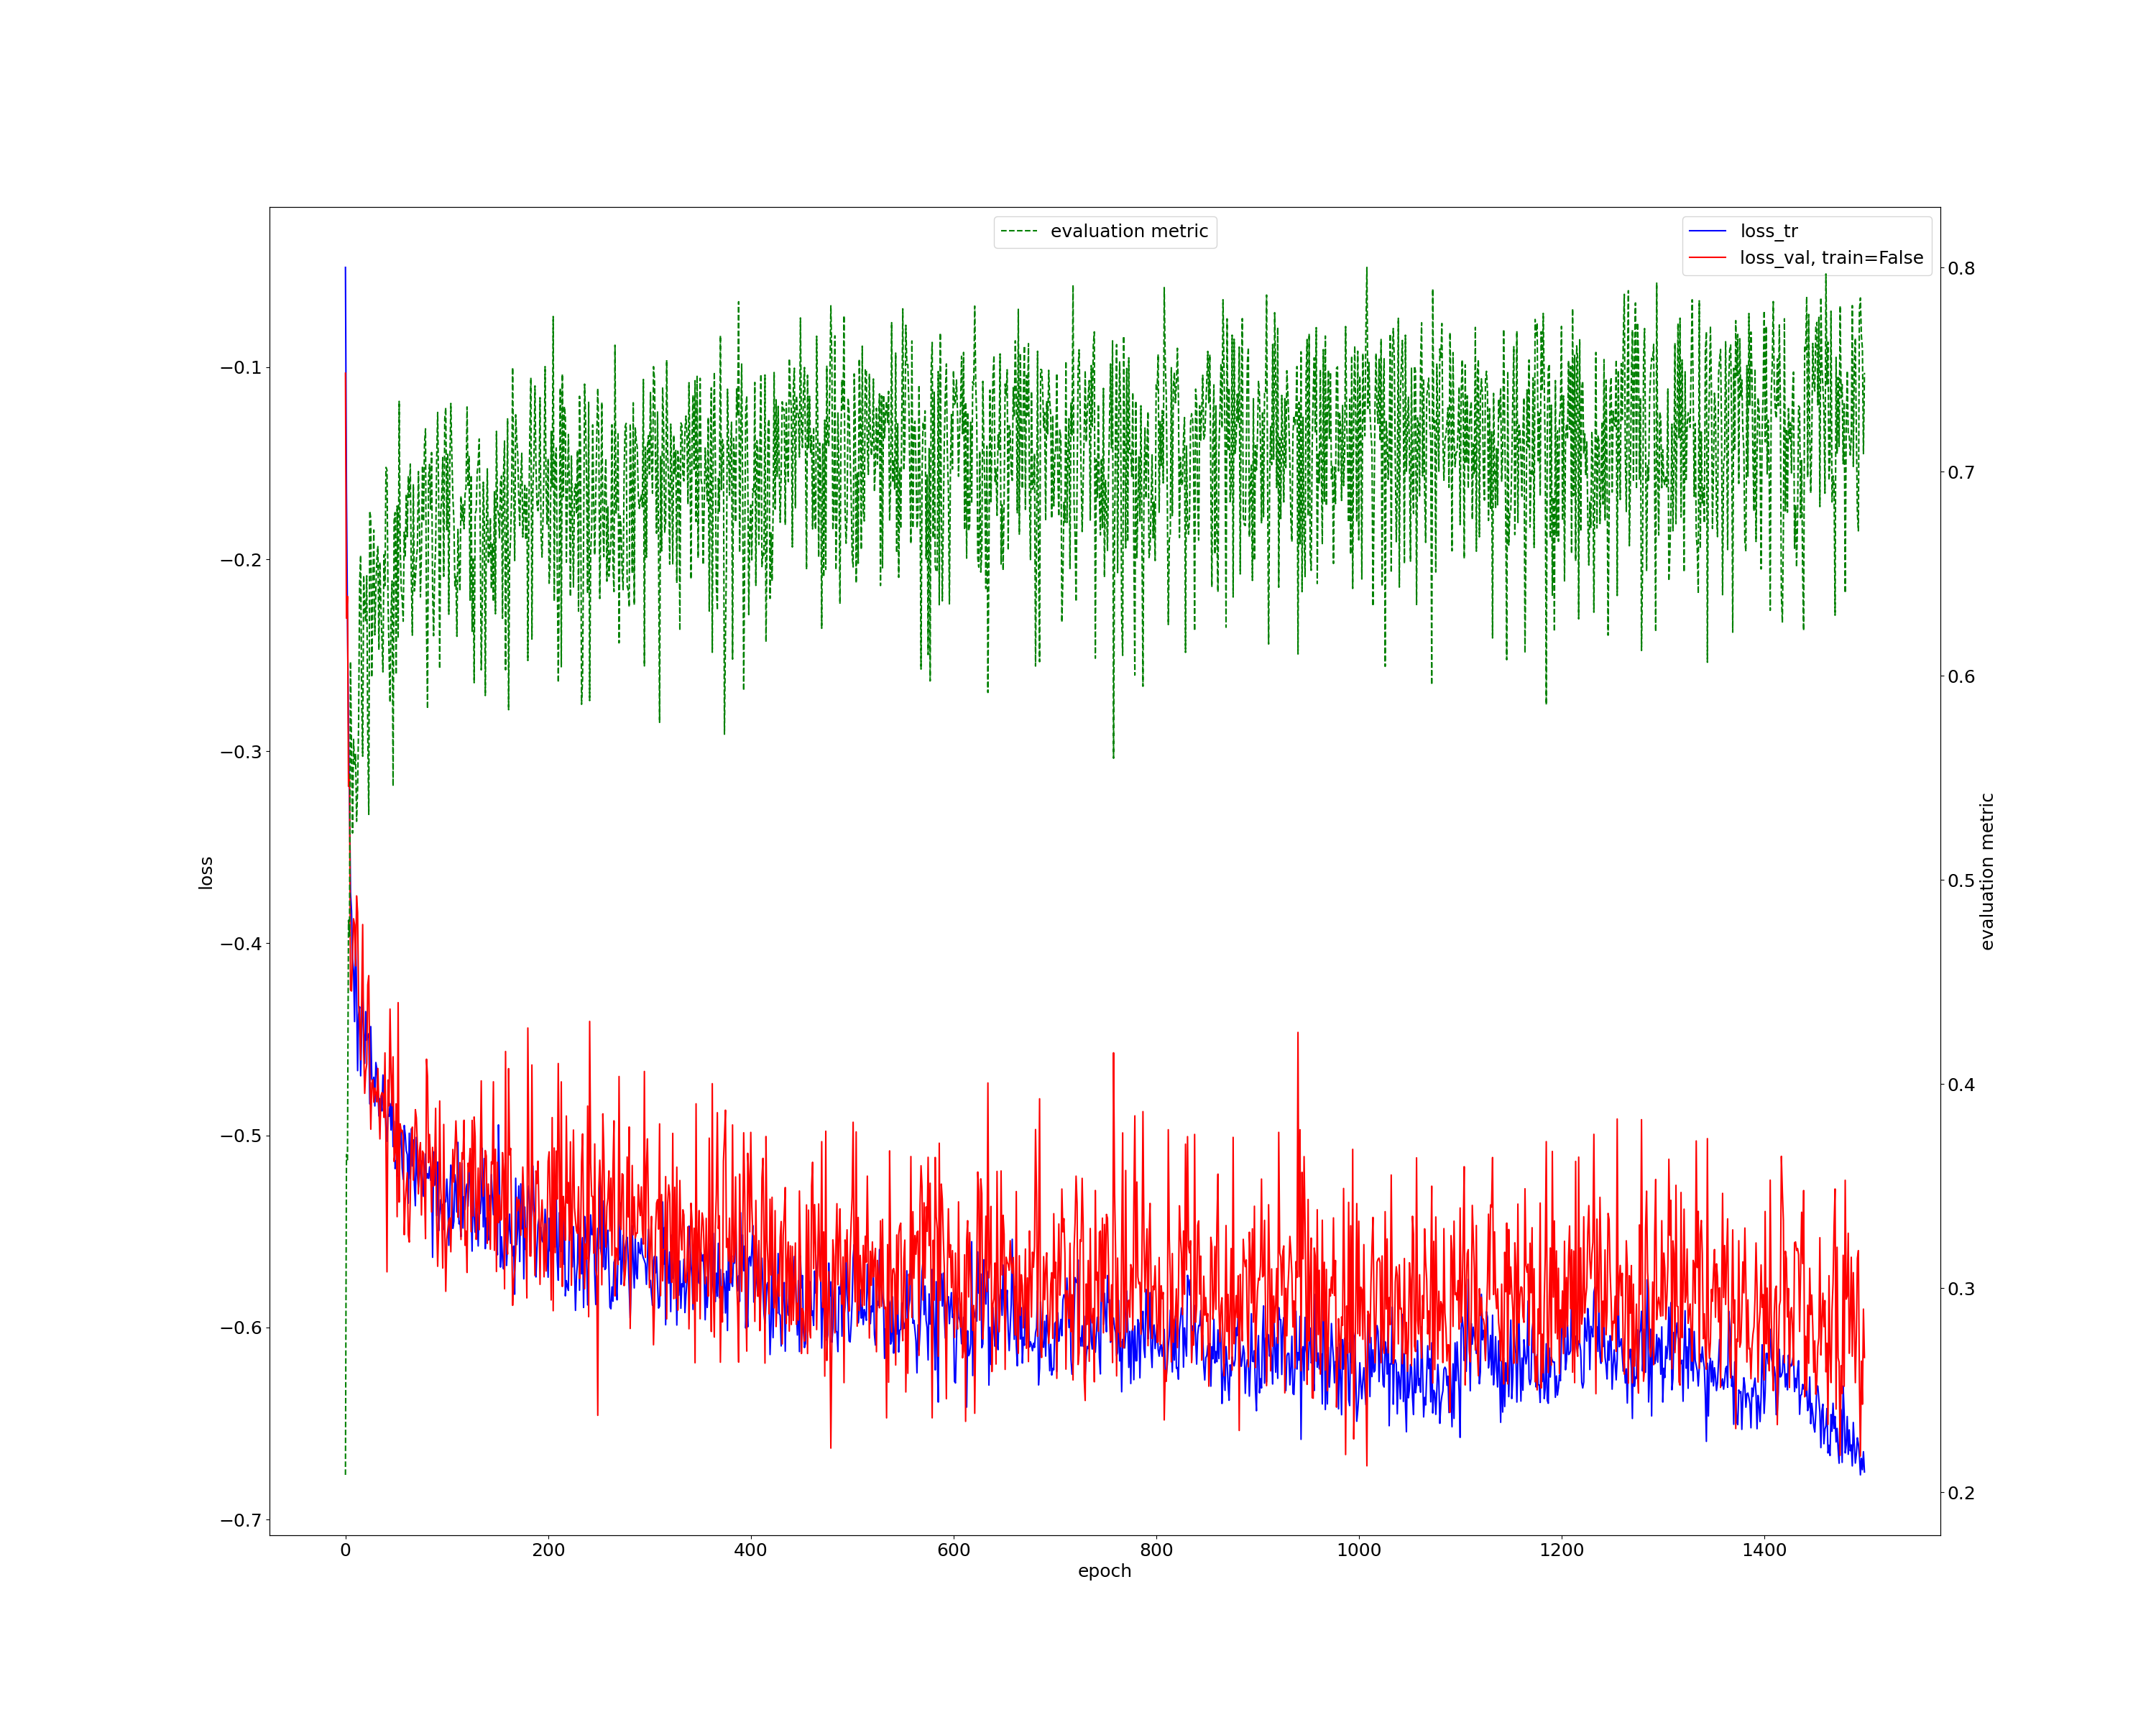 evaluation metric
loss_tr
loss_val, train=False
−0.1
−0.2
−0.3
−0.4
−0.5
−0.6
−0.7
loss
0.8
0.7
0.6
0.5
0.4
0.3
0.2
evaluation metric
0 200 400 600 800 1000 1200 1400
epoch